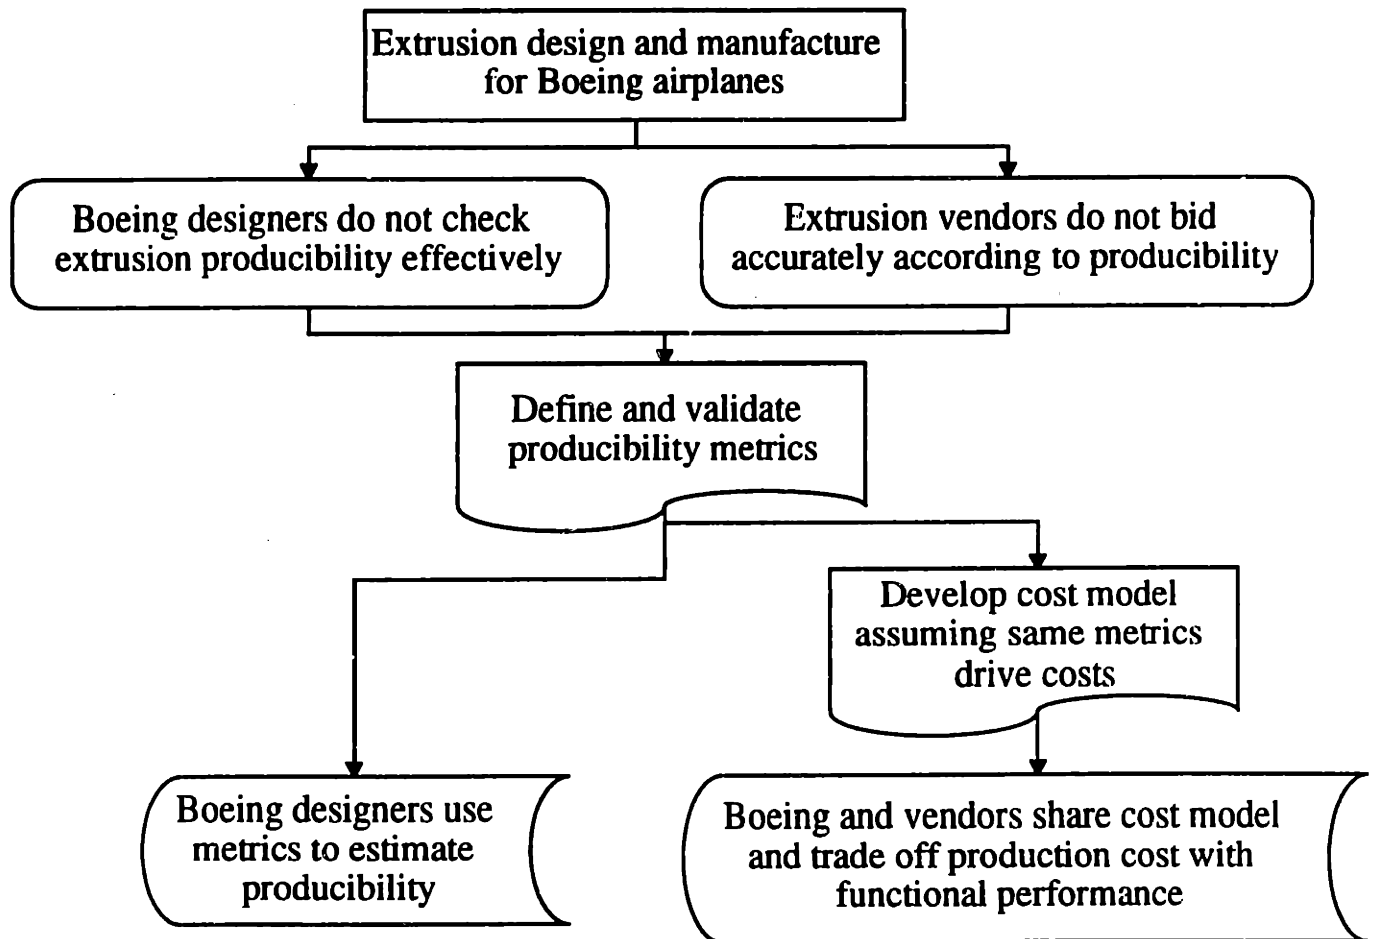 Extrusion design and manufacture
for Boeing airplanes
Boeing designers do not check
extrusion producibility effectively
Extrusion vendors do not bid
accurately according to producibility
Define and validate
producibility metrics
Develop cost model
assuming same metrics
drive costs
Boeing designers use
metrics to estimate
producibility
Boeing and vendors share cost model
and trade off production cost with
functional performance